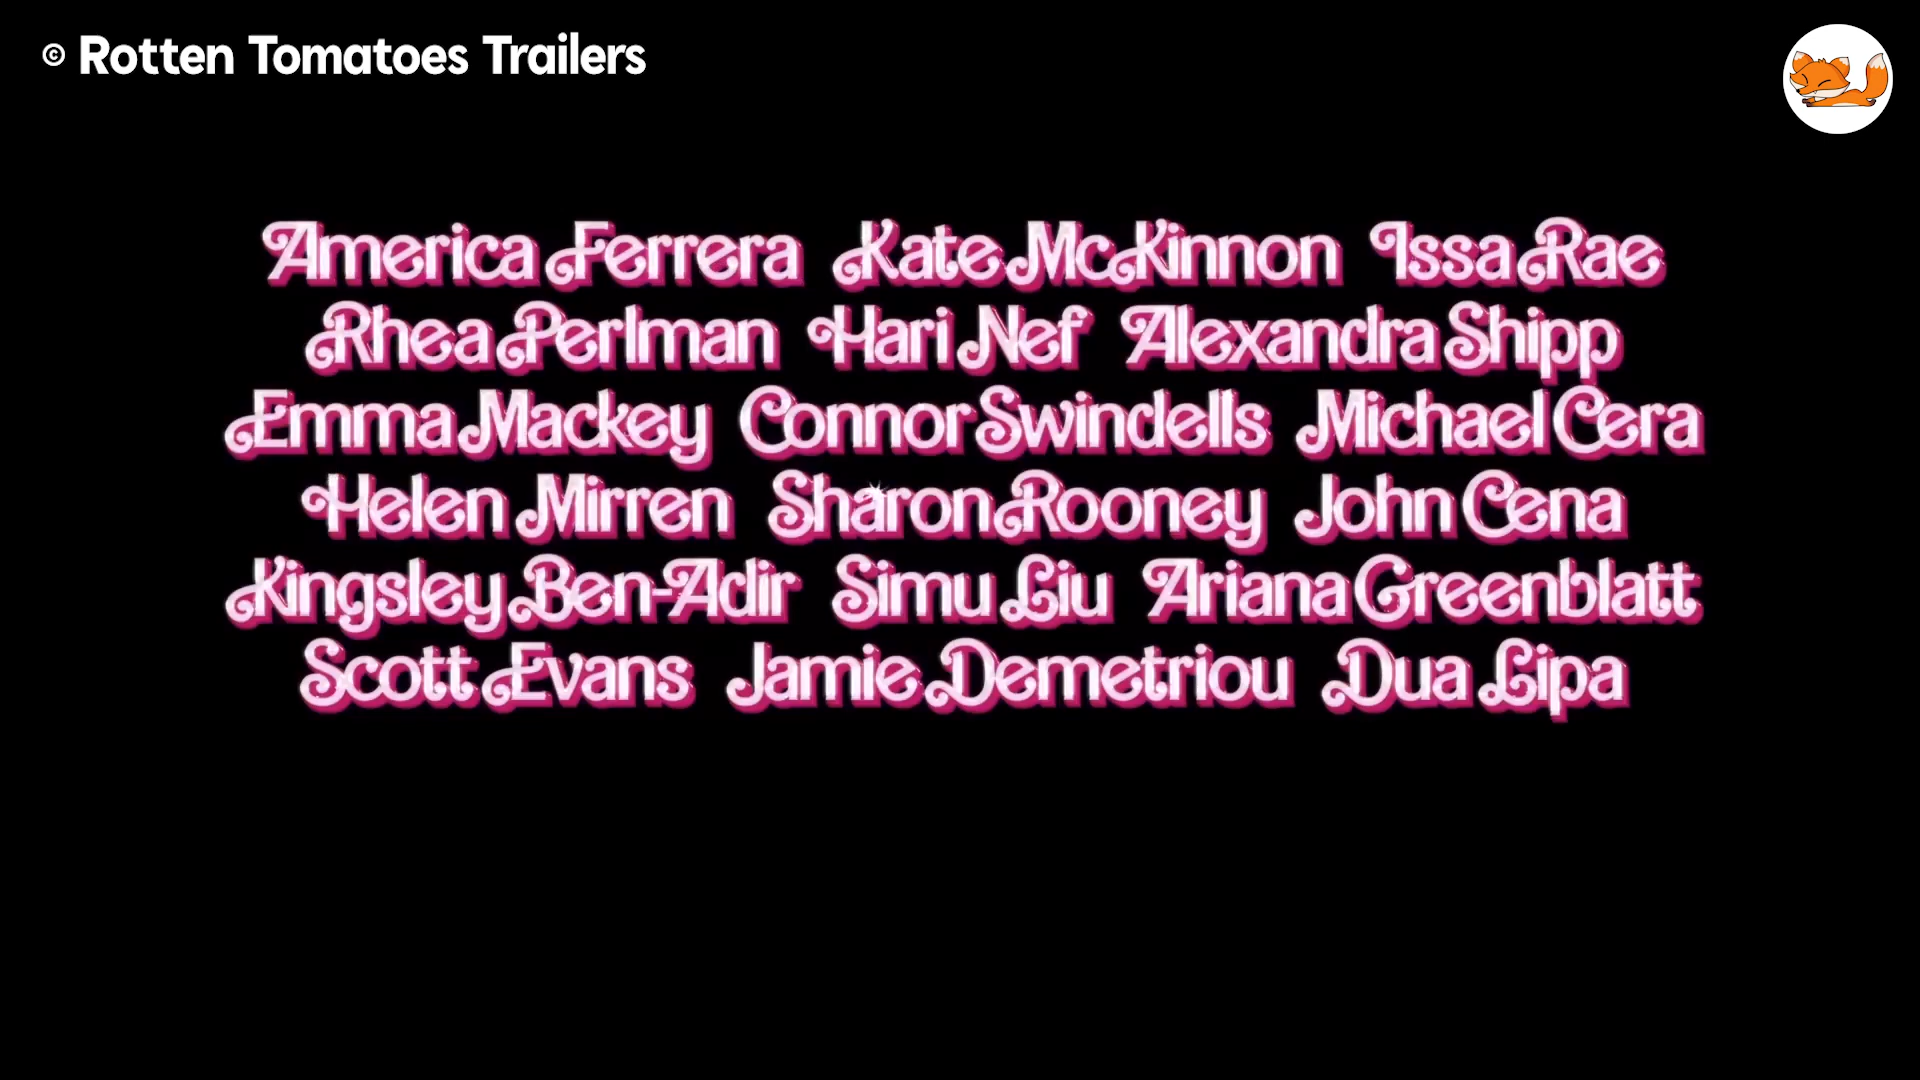 © Rotten Tomatoes Trailers
America Ferrera Kate McKinnon Issa Rae
Rhea Perlman Hari Nef Alexandra Shipp
Emma Mackey Connor Swindells Michael Cera
Helen Mirren Sharon Rooney John Cena
Kingsley Ben-Adir Simu Liu Ariana Greenblatt
Scott Evans Jamie Demetriou Dua Lipa